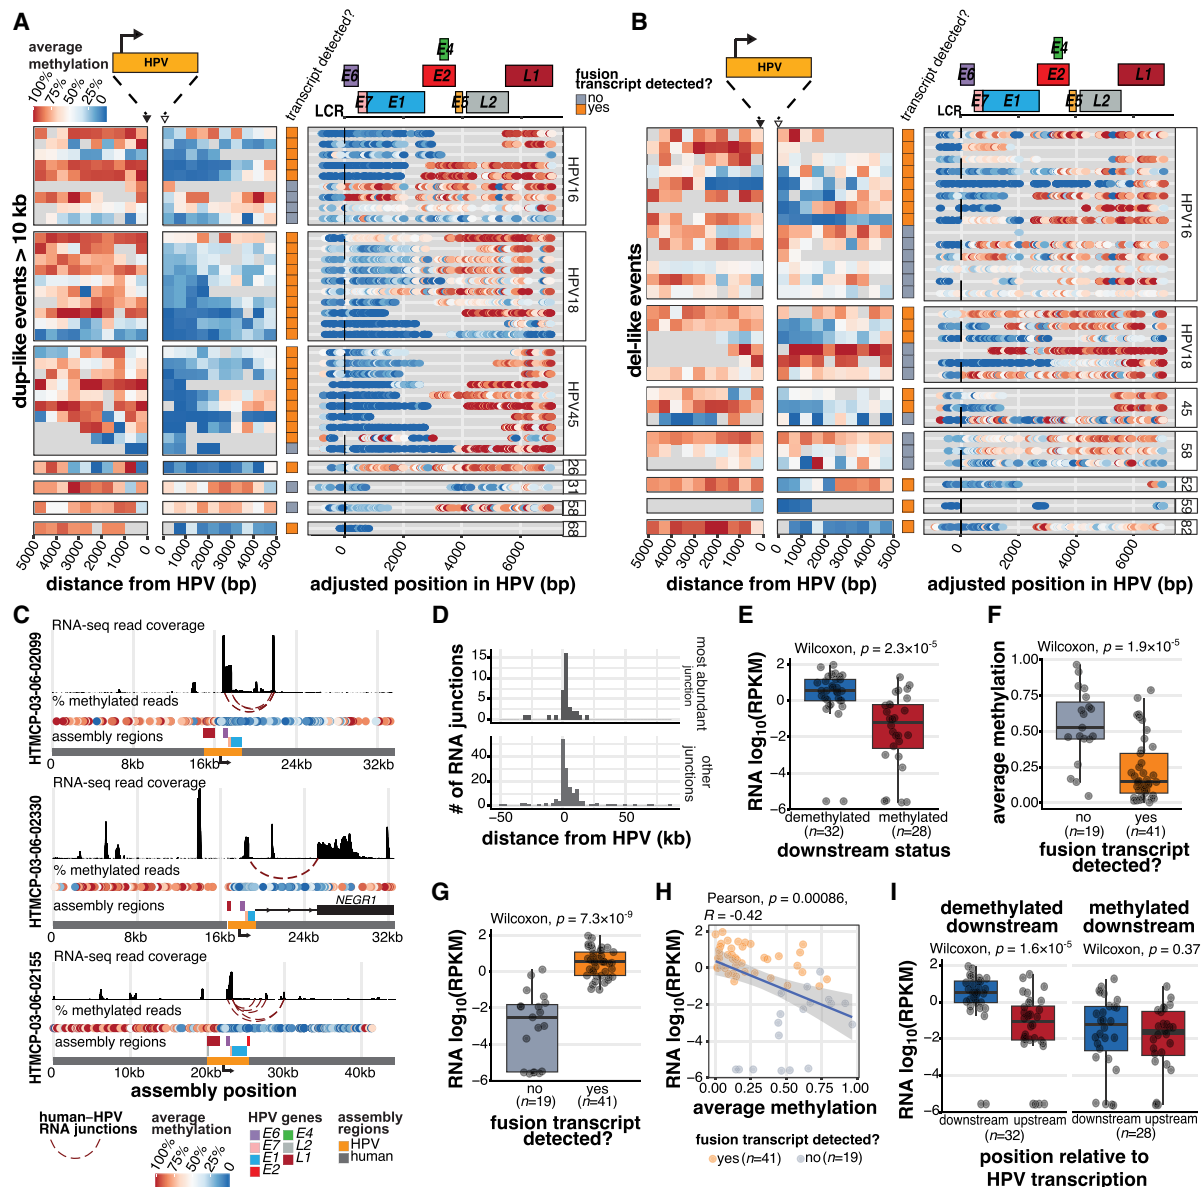 A
average
methylation
100%
75%
50%
25%
0%
HPV
transcript detected?
E6
E7
E1
E4
E2
E5
L2
L1
LCR
fusion
transcript detected?
no
yes
dup-like events > 10 kb
HPV16
HPV18
HPV45
26
31
58
68
5000
4000
3000
2000
1000
0
0
1000
2000
3000
4000
5000
distance from HPV (bp)
0
2000
4000
6000
adjusted position in HPV (bp)
B
HPV
transcript detected?
E6
E7
E1
E4
E2
E5
L2
L1
LCR
del-like events
HPV16
HPV18
45
58
52
59
82
5000
4000
3000
2000
1000
0
0
1000
2000
3000
4000
5000
distance from HPV (bp)
0
2000
4000
6000
adjusted position in HPV (bp)
C
HTMCP-03-06-02099
RNA-seq read coverage
% methylated reads
assembly regions
0
8kb
16kb
24kb
32kb
HTMCP-03-06-02330
RNA-seq read coverage
% methylated reads
assembly regions
NEGR1
0
8kb
16kb
24kb
32kb
HTMCP-03-06-02155
RNA-seq read coverage
% methylated reads
assembly regions
0
10kb
20kb
30kb
40kb
assembly position
human–HPV
RNA junctions
average
methylation
100%
75%
50%
25%
0
HPV genes
E6
E7
E1
E2
E4
L2
L1
assembly
regions
HPV
human
D
# of RNA junctions
15
10
5
0
most abundant
junction
40
20
0
other
junctions
−50
0
50
distance from HPV (kb)
E
Wilcoxon, p = 2.3×10-5
RNA log10(RPKM)
2
0
−2
−4
−6
demethylated
(n=32)
methylated
(n=28)
downstream status
F
Wilcoxon, p = 1.9×10-5
average methylation
1.00
0.75
0.50
0.25
0.00
no
(n=19)
yes
(n=41)
fusion transcript
detected?
G
Wilcoxon, p = 7.3×10-9
RNA log10(RPKM)
2
0
−2
−4
−6
no
(n=19)
yes
(n=41)
fusion transcript
detected?
H
Pearson, p = 0.00086,
R = -0.42
RNA log10(RPKM)
2
0
−2
−4
−6
0.00
0.25
0.50
0.75
1.00
average methylation
fusion transcript detected?
yes (n=41)
no (n=19)
I
demethylated
downstream
methylated
downstream
Wilcoxon, p = 1.6×10-5
Wilcoxon, p = 0.37
RNA log10(RPKM)
2
0
−2
−4
−6
downstream
upstream
(n=32)
downstream
upstream
(n=28)
position relative to
HPV transcription